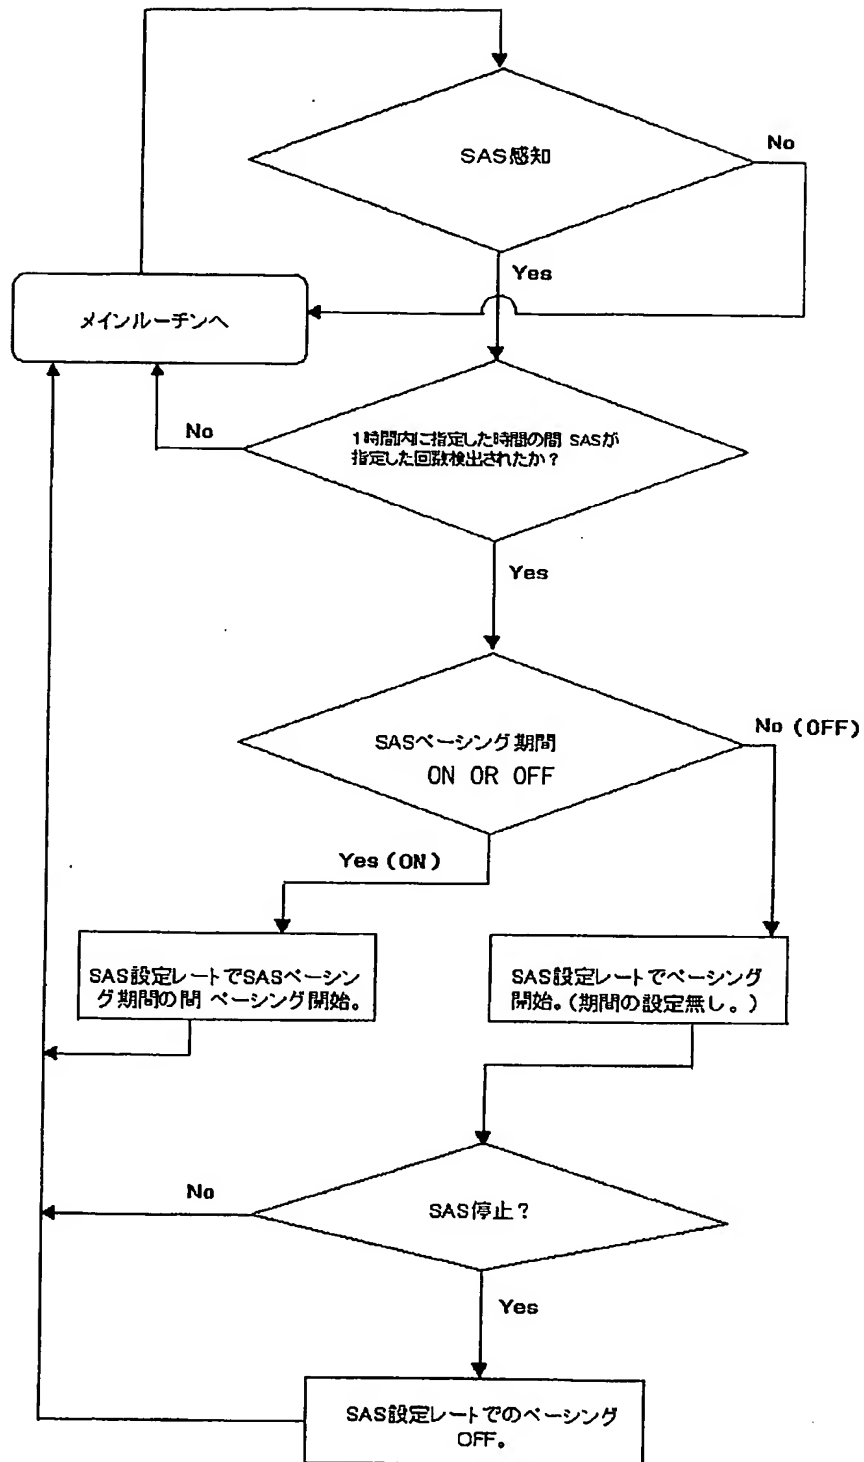 SAS感知
No
Yes
メインルーチンへ
No
1時間内に指定した時間の間 SASが
指定した回数検出されたか？
Yes
SASペーシング期間
ON OR OFF
No (OFF)
Yes (ON)
SAS設定レートでSASペーシン
グ期間の間 ペーシング開始。
SAS設定レートでペーシング
開始。(期間の設定無し。)
No
SAS停止？
Yes
SAS設定レートでのペーシング
OFF。